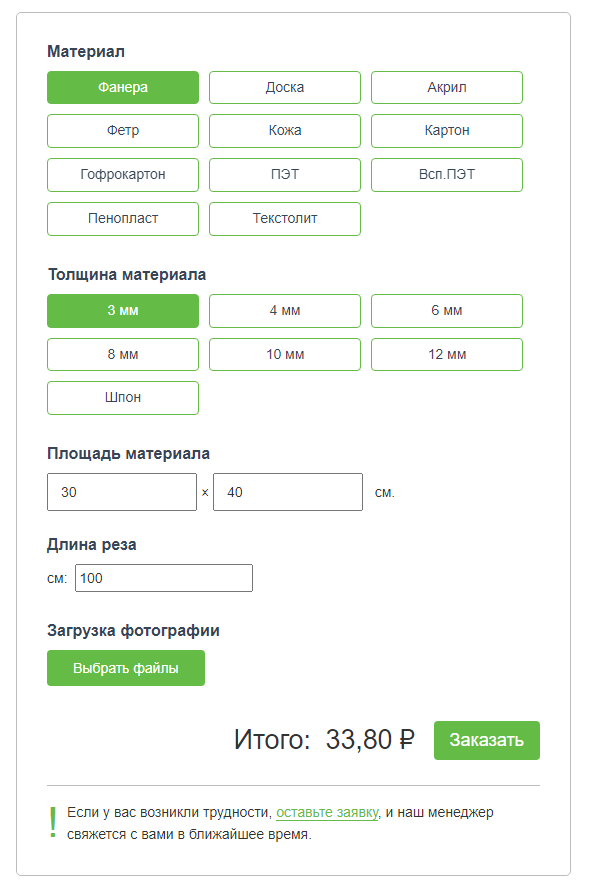 Материал
Фанера Доска Акрил
Фетр Кожа Картон
Гофрокартон ПЭТ Всп.ПЭТ
Пенопласт Текстолит
Толщина материала
3 мм 4 мм 6 мм
8 мм 10 мм 12 мм
Шпон
Площадь материала
30 × 40 см.
Длина реза
см: 100
Загрузка фотографии
Выбрать файлы
Итого: 33,80 ₽ Заказать
! Если у вас возникли трудности, оставьте заявку, и наш менеджер
свяжется с вами в ближайшее время.